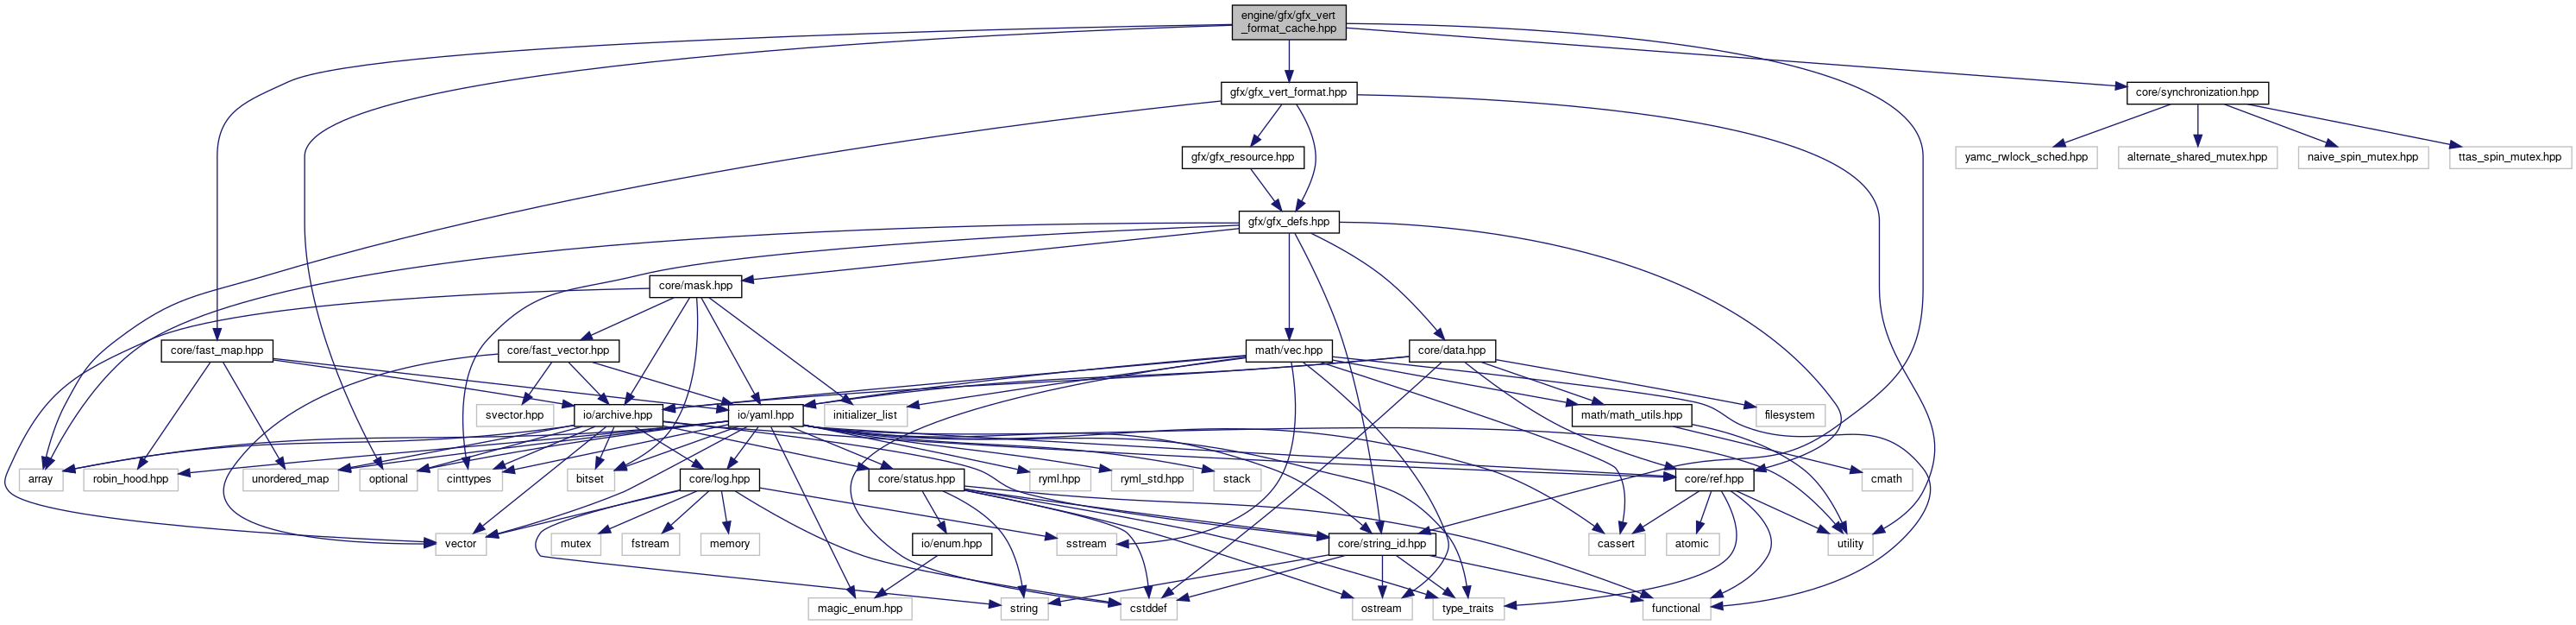 engine/gfx/gfx_vert
_format_cache.hpp
gfx/gfx_vert_format.hpp
core/synchronization.hpp
gfx/gfx_resource.hpp
yamc_rwlock_sched.hpp
alternate_shared_mutex.hpp
naive_spin_mutex.hpp
ttas_spin_mutex.hpp
gfx/gfx_defs.hpp
core/mask.hpp
core/fast_map.hpp
core/fast_vector.hpp
math/vec.hpp
core/data.hpp
svector.hpp
io/archive.hpp
io/yaml.hpp
initializer_list
math/math_utils.hpp
filesystem
array
robin_hood.hpp
unordered_map
optional
cinttypes
bitset
core/log.hpp
core/status.hpp
ryml.hpp
ryml_std.hpp
stack
core/ref.hpp
cmath
vector
mutex
fstream
memory
io/enum.hpp
sstream
core/string_id.hpp
cassert
atomic
utility
magic_enum.hpp
string
cstddef
ostream
type_traits
functional